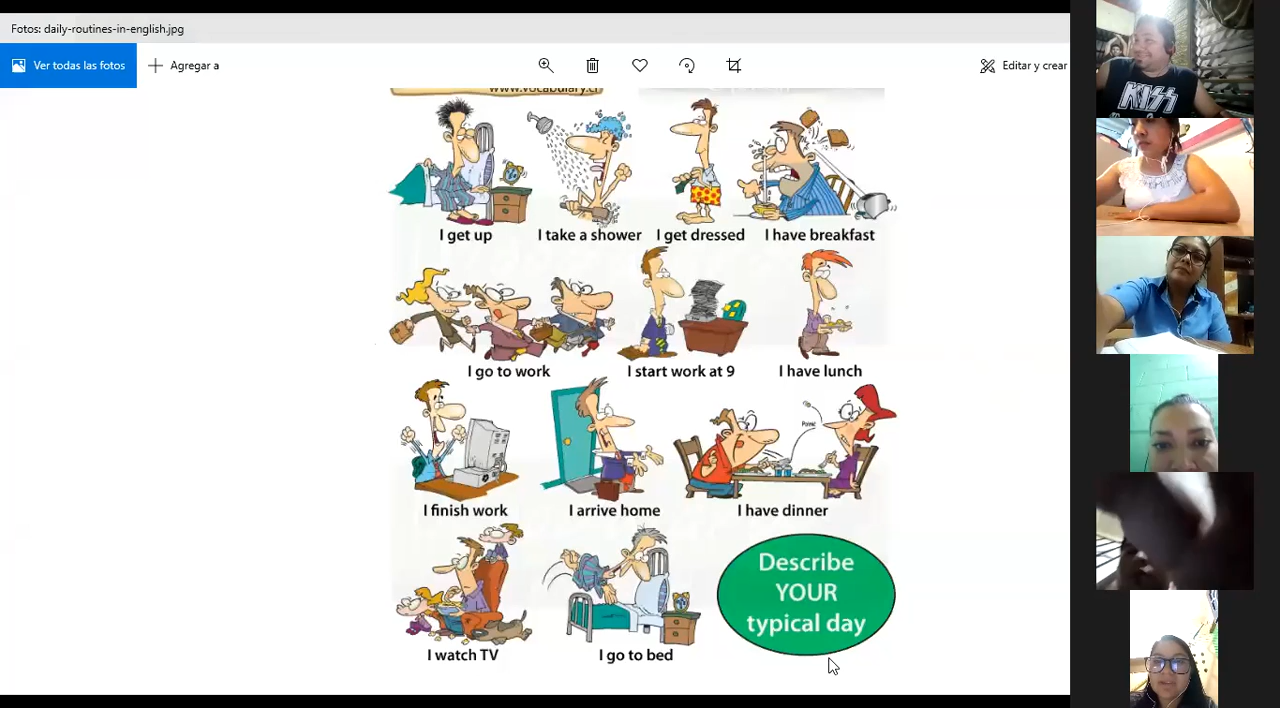 Fotos: daily-routines-in-english.jpg
Ver todas las fotos
Agregar a
Editar y crear
www.vocabulary.cl
I get up
I take a shower
I get dressed
I have breakfast
I go to work
I start work at 9
I have lunch
I finish work
I arrive home
I have dinner
I watch TV
I go to bed
Describe
YOUR
typical day
KISS